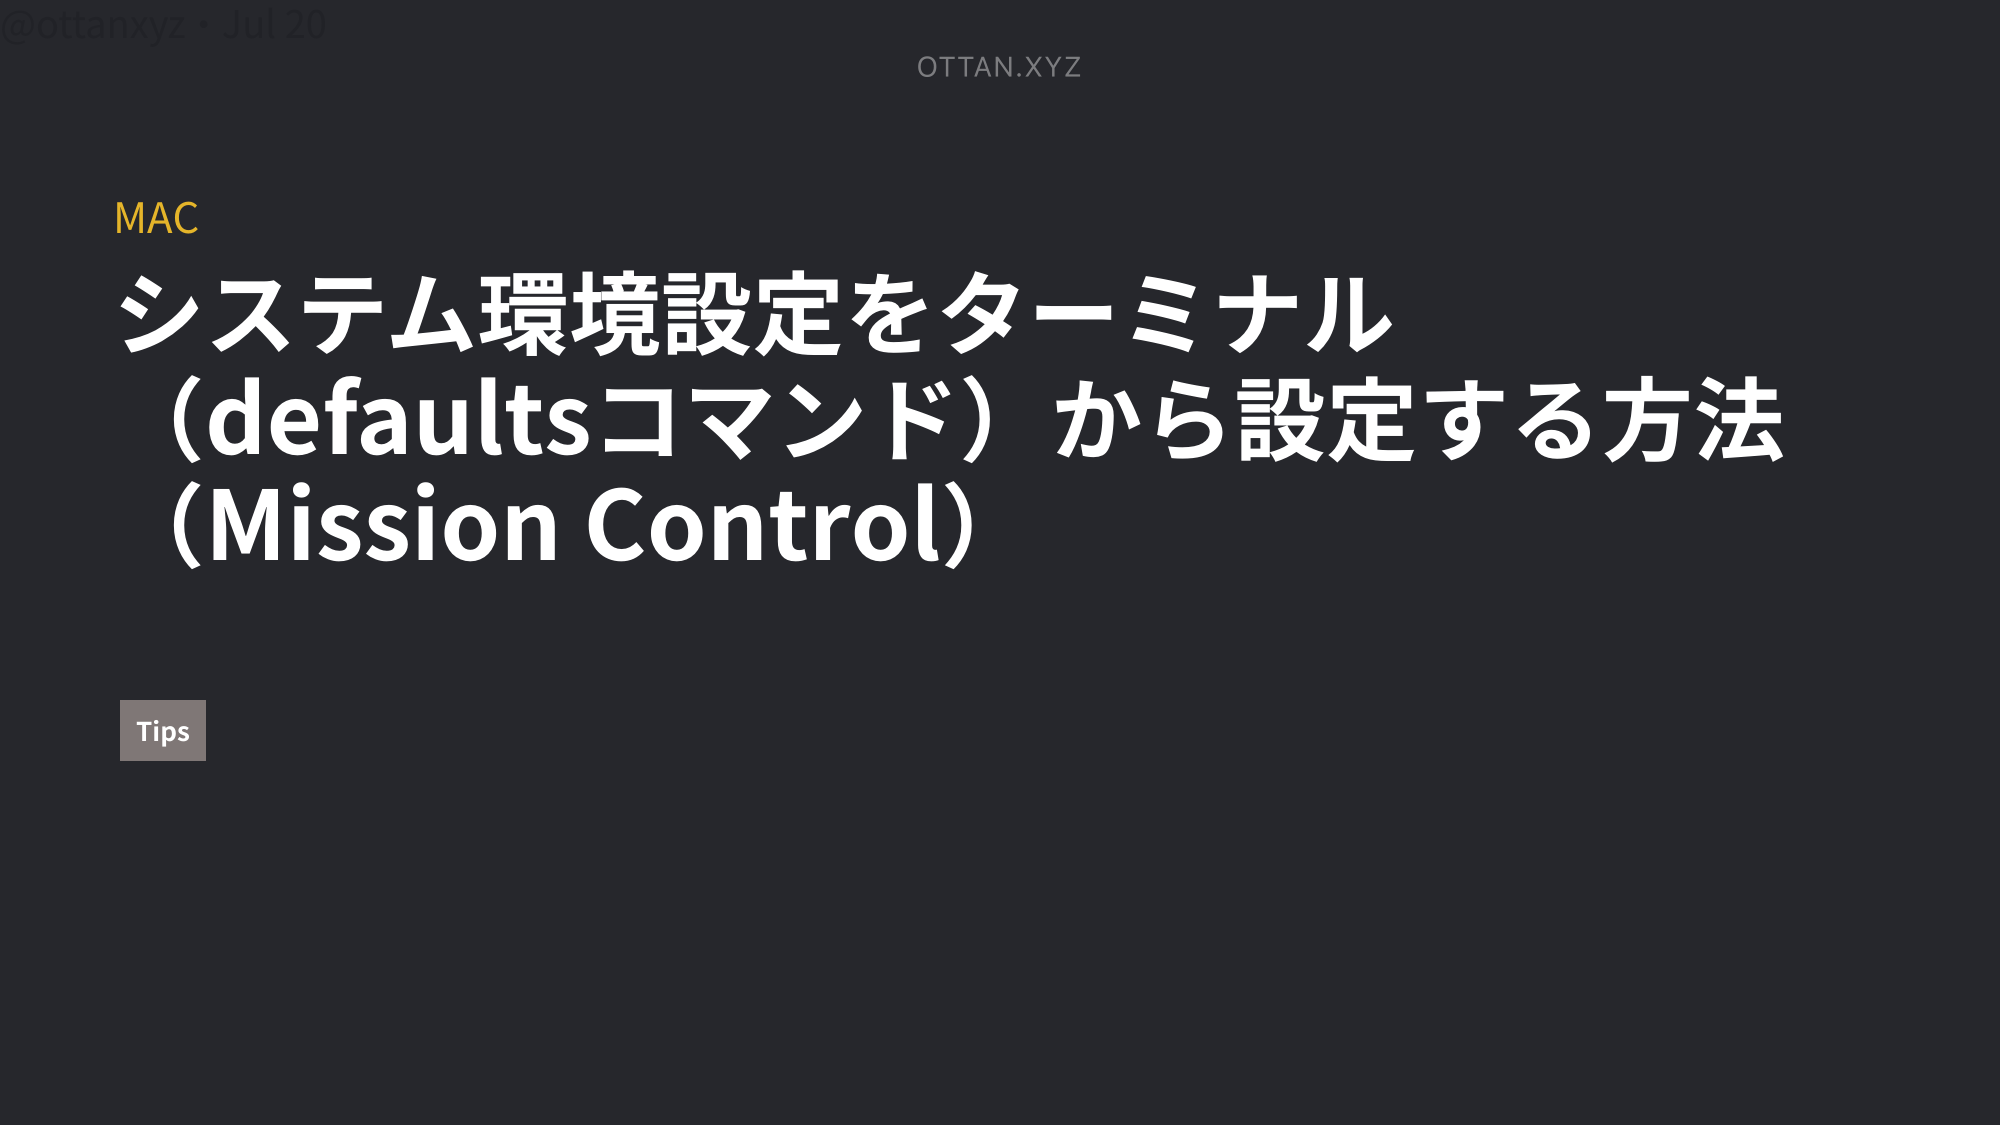 @ottanxyz・Jul 20
OTTAN.XYZ
MAC
システム環境設定をターミナル
（defaultsコマンド）から設定する方法
（Mission Control）
Tips